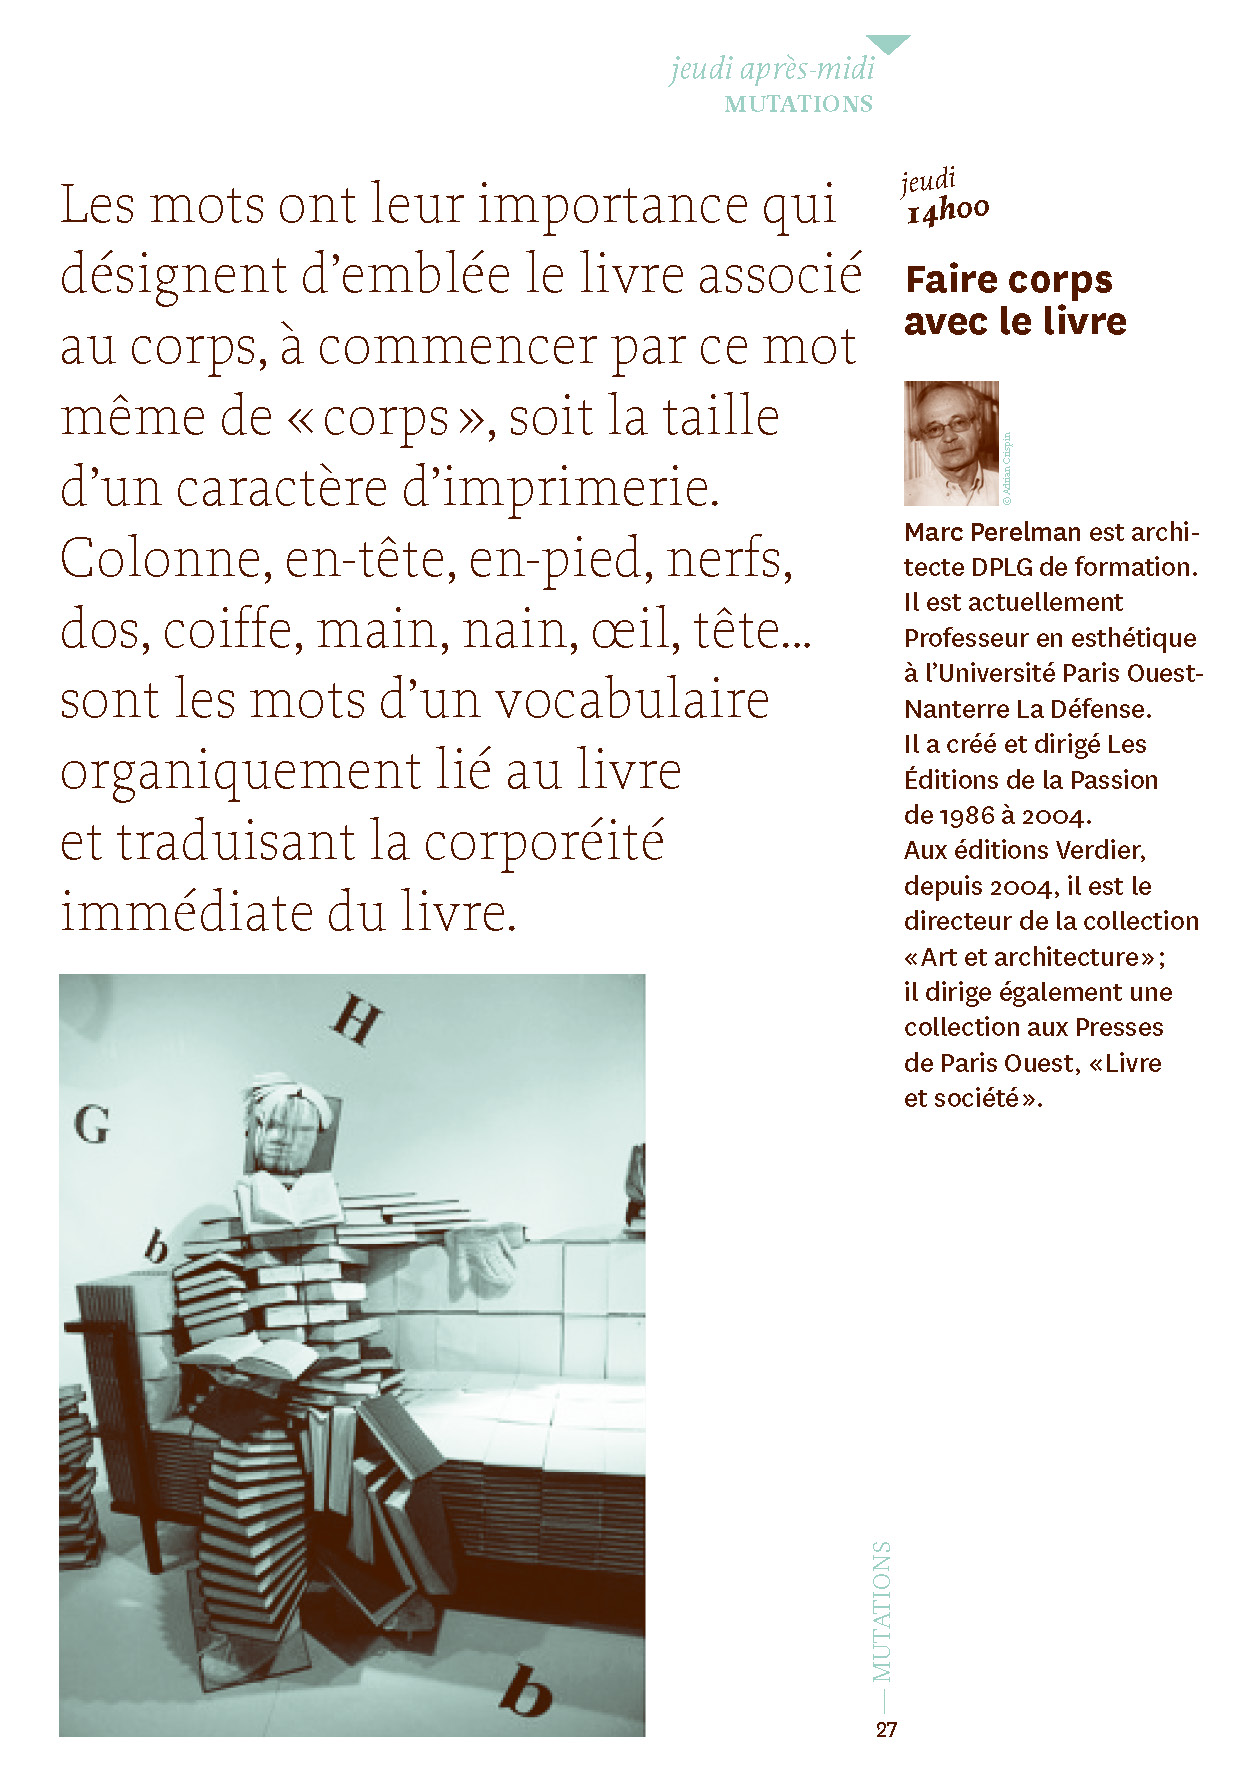 jeudi après-midi
MUTATIONS
Les mots ont leur importance qui
désignent d’emblée le livre associé
au corps, à commencer par ce mot
même de « corps », soit la taille
d’un caractère d’imprimerie.
Colonne, en-tête, en-pied, nerfs,
dos, coiffe, main, nain, œil, tête...
sont les mots d’un vocabulaire
organiquement lié au livre
et traduisant la corporéité
immédiate du livre.
jeudi
14h00
Faire corps
avec le livre
© Adrian Crispin
Marc Perelman est archi-
tecte DPLG de formation.
Il est actuellement
Professeur en esthétique
à l’Université Paris Ouest-
Nanterre La Défense.
Il a créé et dirigé Les
Éditions de la Passion
de 1986 à 2004.
Aux éditions Verdier,
depuis 2004, il est le
directeur de la collection
« Art et architecture » ;
il dirige également une
collection aux Presses
de Paris Ouest, « Livre
et société ».
H
G
b
b
— MUTATIONS
27